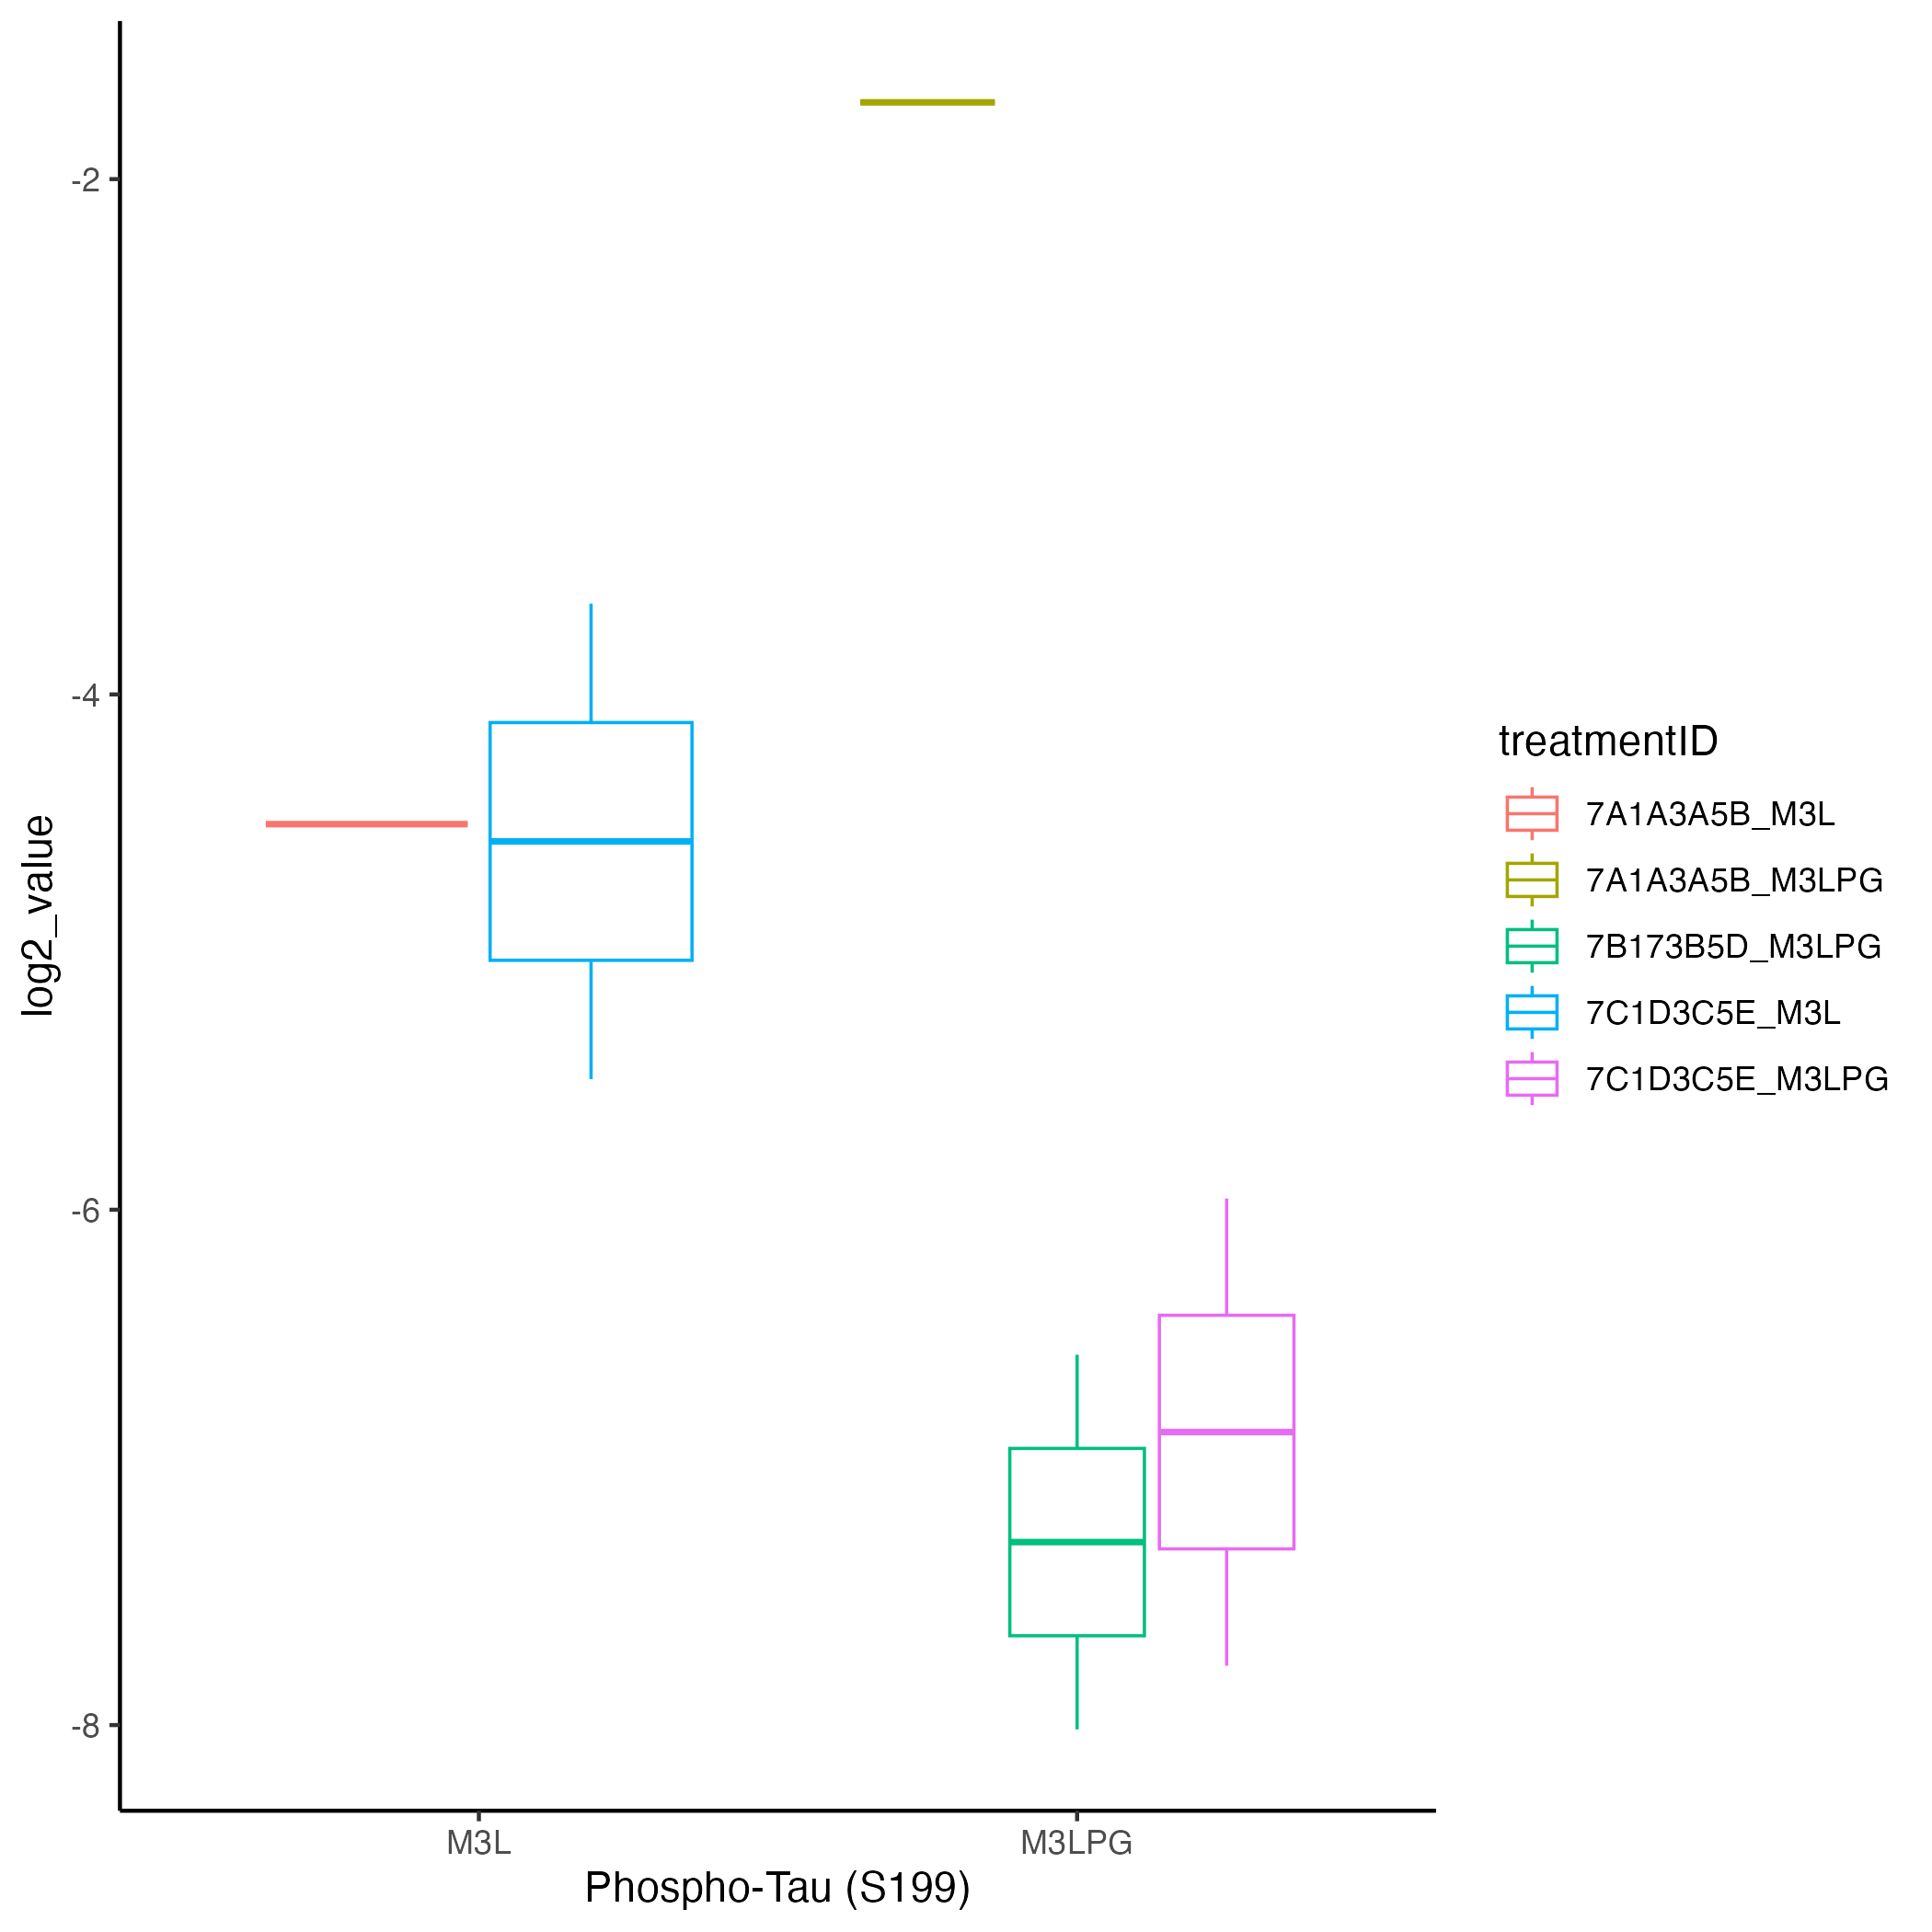 log2_value
-2
-4
-6
-8
M3L
M3LPG
Phospho-Tau (S199)
treatmentID
7A1A3A5B_M3L
7A1A3A5B_M3LPG
7B173B5D_M3LPG
7C1D3C5E_M3L
7C1D3C5E_M3LPG